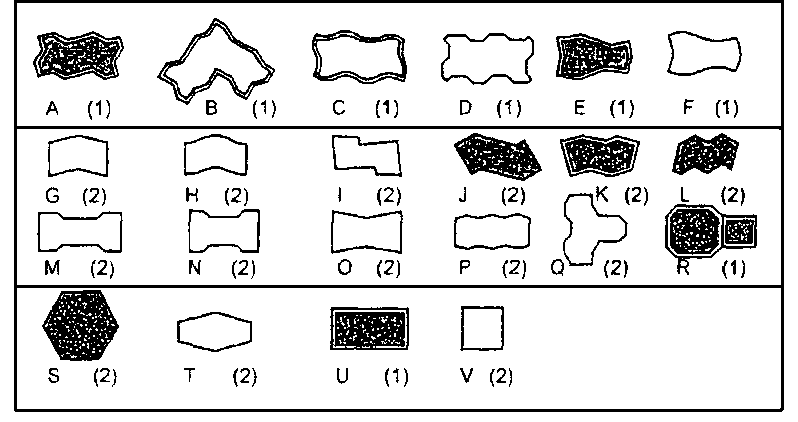 A (1) B (1) C (1) D (1) E (1) F (1)
G (2) H (2) I (2) J (2) K (2) L (2)
M (2) N (2) O (2) P (2) Q (2) R (1)
S (2) T (2) U (1) V (2)